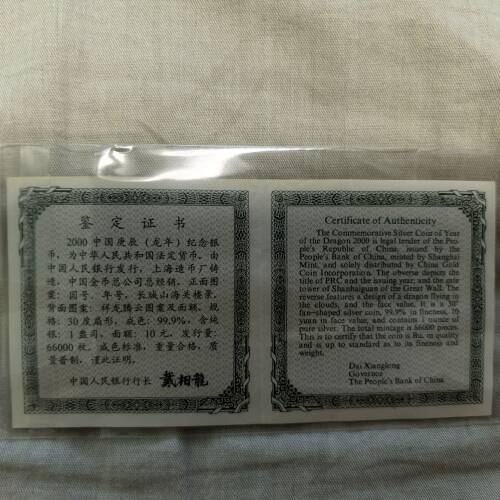 鉴定证书
2000中国庚辰（龙年）纪念银
币，为中华人民共和国法定货币。由
中国人民银行发行，上海造币厂铸
造，中国金币总公司总经销。正面图
案：国号、年号，长城山海关楼景，
背面图案：祥龙腾云图案及面额。规
格：30度扇形，成色：99.9%，含纯
银：1盎司，面额：10元，发行量：
66000枚。成色标准，重量合格，质
量普制，谨此证明。
中国人民银行行长 戴相龍
Certificate of Authenticity
The Commemorative Silver Coin of Year
of the Dragon 2000 is legal tender of the Peo-
ple's Republic of China, issued by the
People's Bank of China, minted by Shanghai
Mint, and solely distributed by China Gold
Coin Incorporation. The obverse depicts the
title of PRC and the issuing year, and the gate
tower of Shanhaiguan of the Great Wall. The
reverse features a design of a dragon flying in
the clouds, and the face value. It is a 30°
fan-shaped silver coin, 99.9% in fineness, 10
yuan in face value, and contains 1 ounce of
pure silver. The total mintage is 66000 pieces.
This is to certify that the coin is Bu. in quality
and is up to standard as to its fineness and
weight.
Dai Xianglong
Governor
The People's Bank of China